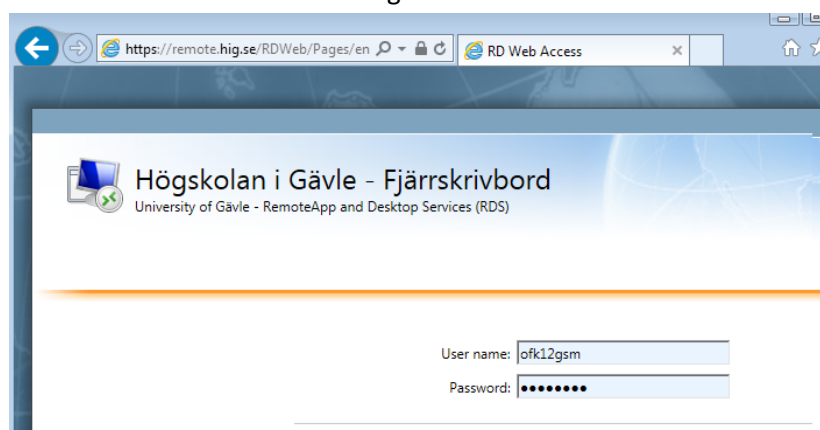 https://remote.hig.se/RDWeb/Pages/en
RD Web Access
Högskolan i Gävle - Fjärrskrivbord
University of Gävle - RemoteApp and Desktop Services (RDS)
User name: ofk12gsm
Password: ••••••••